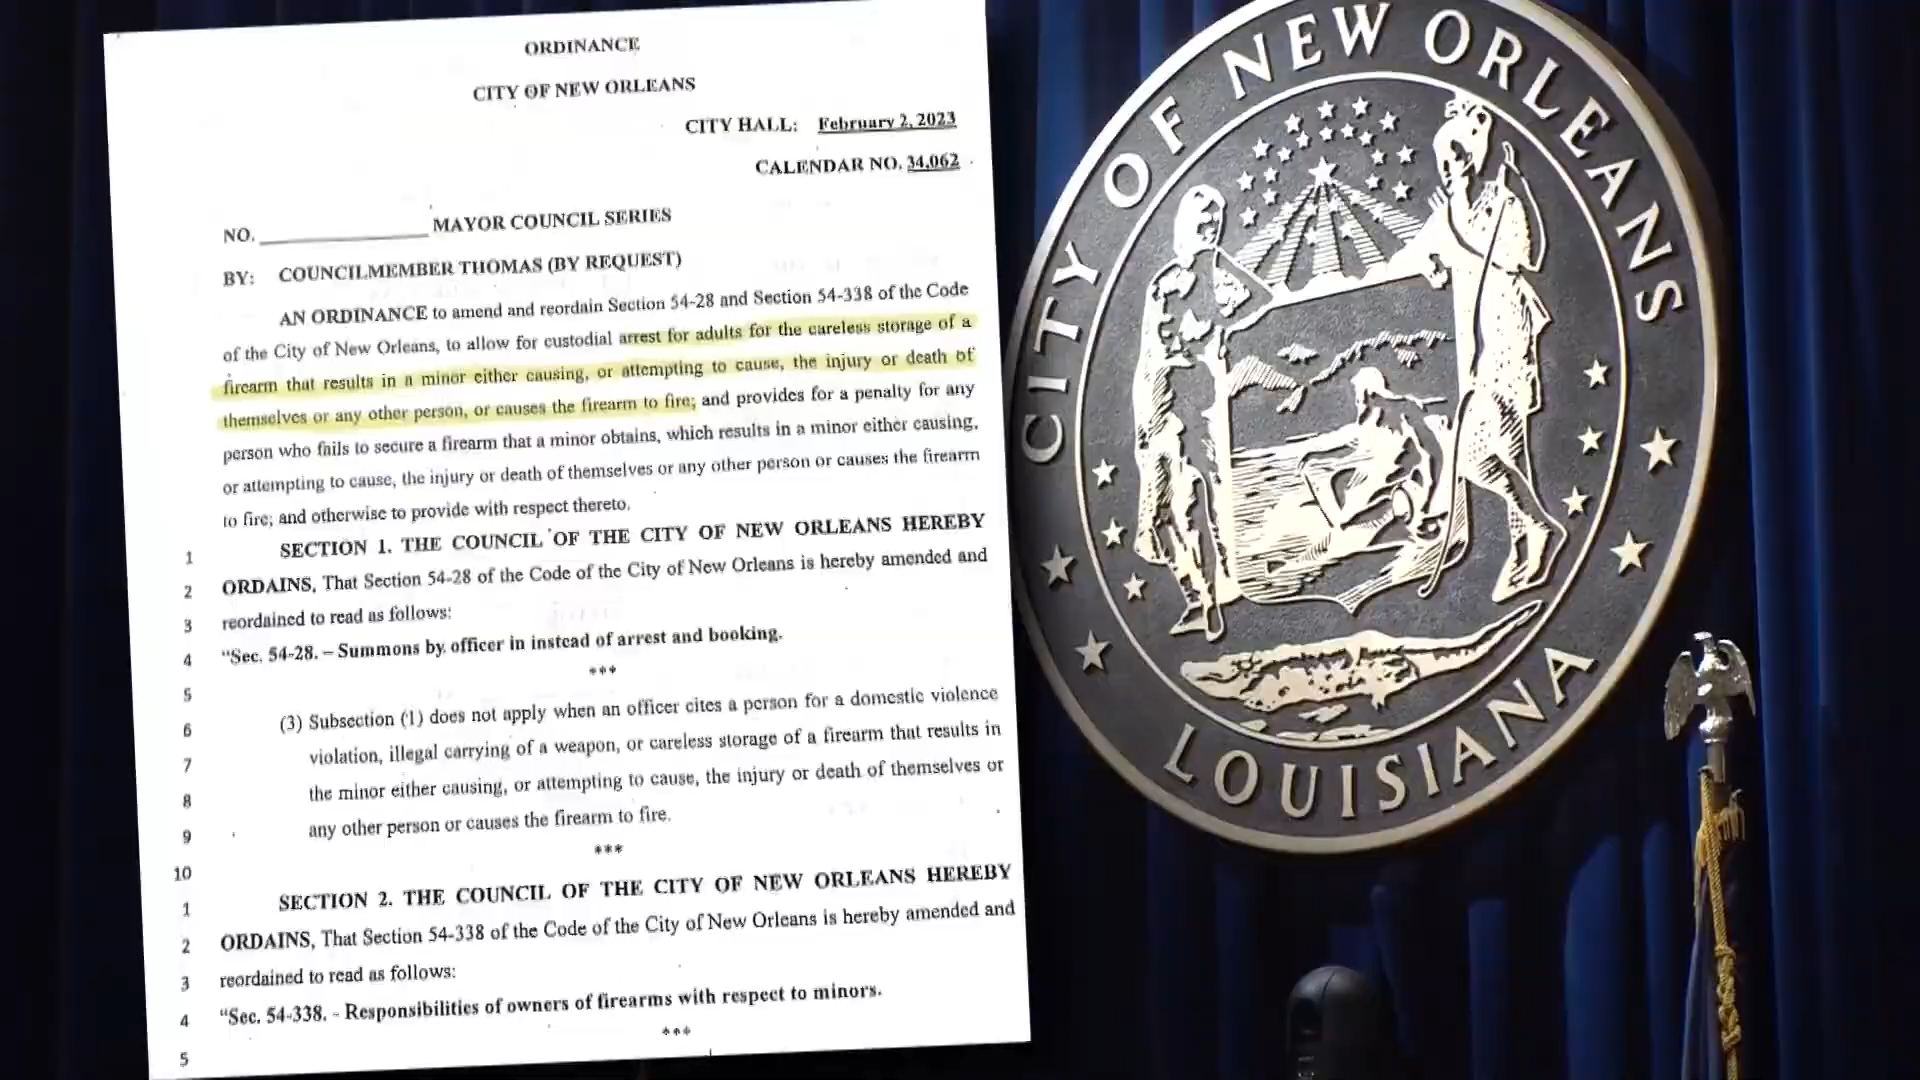 ORDINANCE
CITY OF NEW ORLEANS
CITY HALL: February 2, 2023
CALENDAR NO. 34,062
NO. ____________________ MAYOR COUNCIL SERIES
BY: COUNCILMEMBER THOMAS (BY REQUEST)
AN ORDINANCE to amend and reordain Section 54-28 and Section 54-338 of the Code
of the City of New Orleans, to allow for custodial arrest for adults for the careless storage of a
firearm that results in a minor either causing, or attempting to cause, the injury or death of
themselves or any other person, or causes the firearm to fire; and provides for a penalty for any
person who fails to secure a firearm that a minor obtains, which results in a minor either causing,
or attempting to cause, the injury or death of themselves or any other person or causes the firearm
to fire; and otherwise to provide with respect thereto.
1 SECTION 1. THE COUNCIL OF THE CITY OF NEW ORLEANS HEREBY
2 ORDAINS, That Section 54-28 of the Code of the City of New Orleans is hereby amended and
3 reordained to read as follows:
4 "Sec. 54-28. – Summons by officer in instead of arrest and booking.
5 ***
6 (3) Subsection (1) does not apply when an officer cites a person for a domestic violence
7 violation, illegal carrying of a weapon, or careless storage of a firearm that results in
8 the minor either causing, or attempting to cause, the injury or death of themselves or
9 any other person or causes the firearm to fire.
10 ***
1 SECTION 2. THE COUNCIL OF THE CITY OF NEW ORLEANS HEREBY
2 ORDAINS, That Section 54-338 of the Code of the City of New Orleans is hereby amended and
3 reordained to read as follows:
4 "Sec. 54-338. - Responsibilities of owners of firearms with respect to minors.
5 ***
CITY OF NEW ORLEANS
LOUISIANA